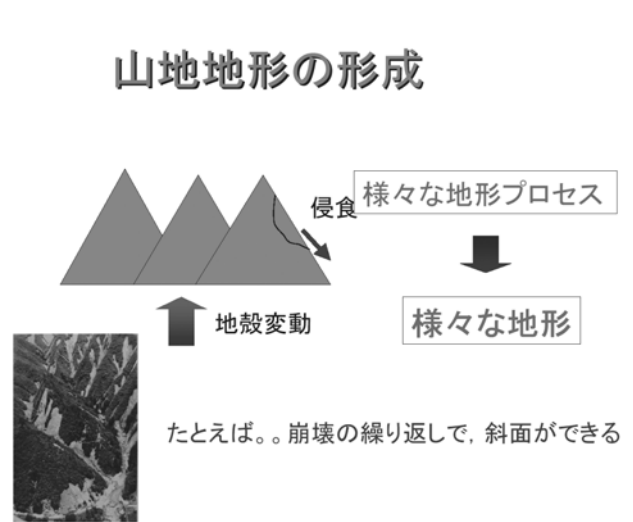 山地地形の形成
侵食
様々な地形プロセス
様々な地形
地殻変動
たとえば。。崩壊の繰り返しで，斜面ができる